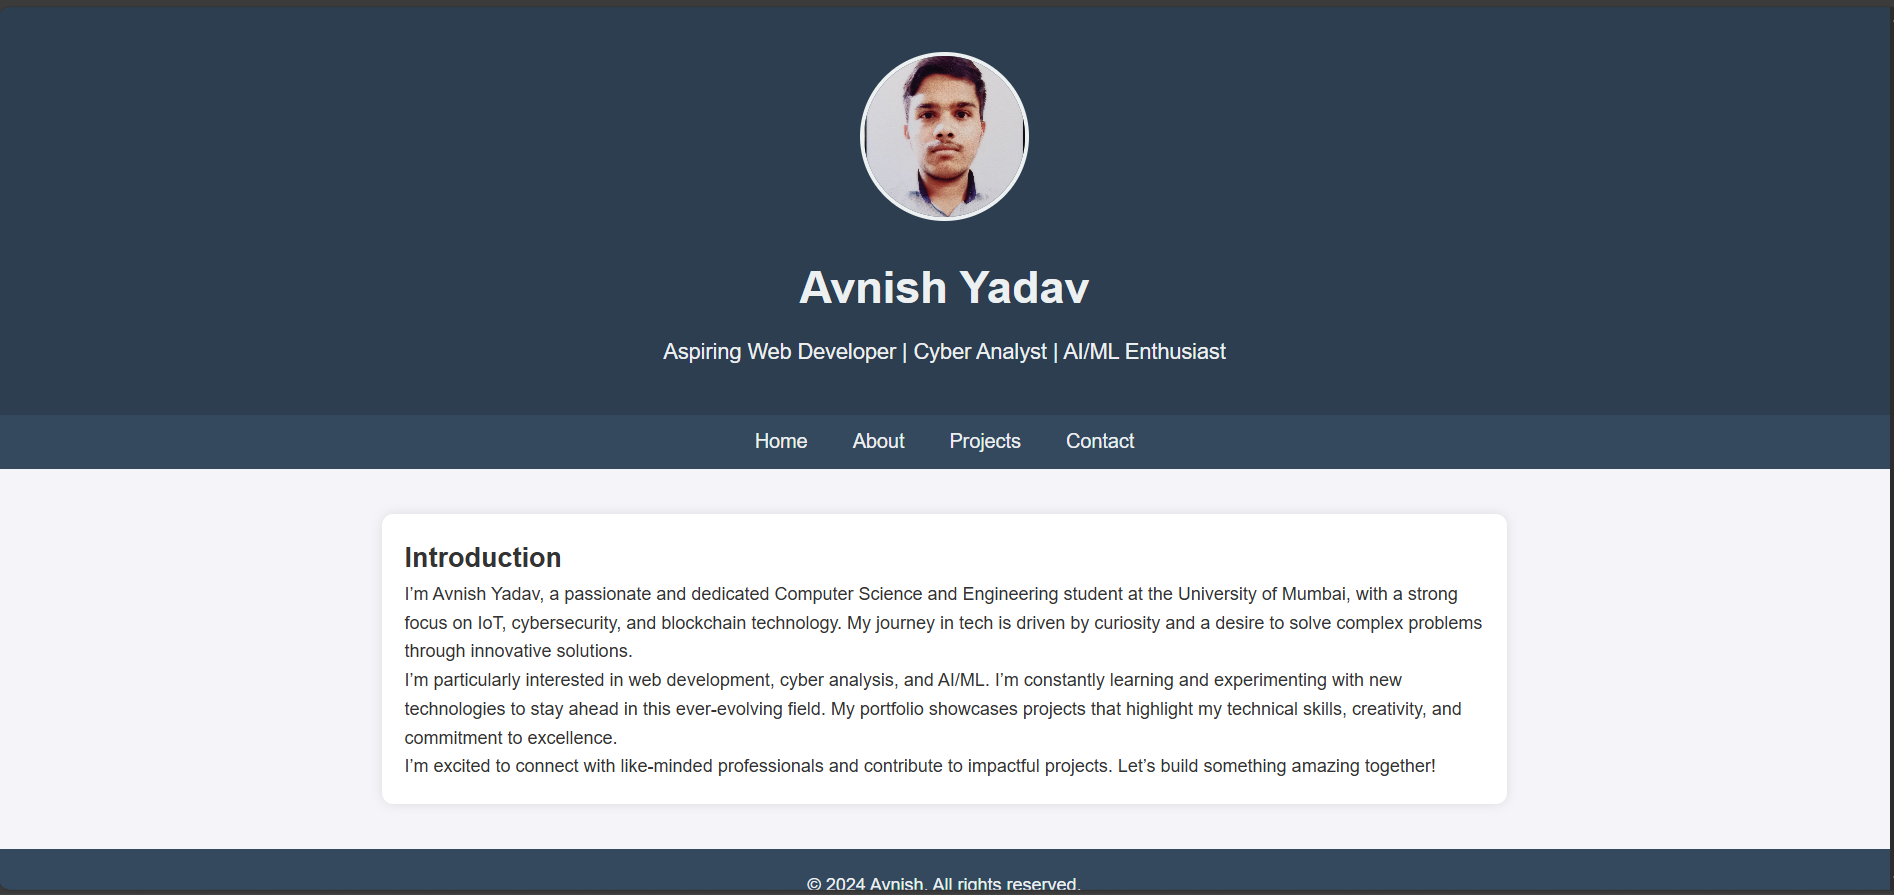 Avnish Yadav
Aspiring Web Developer | Cyber Analyst | AI/ML Enthusiast
Home About Projects Contact
Introduction
I’m Avnish Yadav, a passionate and dedicated Computer Science and Engineering student at the University of Mumbai, with a strong
focus on IoT, cybersecurity, and blockchain technology. My journey in tech is driven by curiosity and a desire to solve complex problems
through innovative solutions.
I’m particularly interested in web development, cyber analysis, and AI/ML. I’m constantly learning and experimenting with new
technologies to stay ahead in this ever-evolving field. My portfolio showcases projects that highlight my technical skills, creativity, and
commitment to excellence.
I’m excited to connect with like-minded professionals and contribute to impactful projects. Let’s build something amazing together!
© 2024 Avnish. All rights reserved.